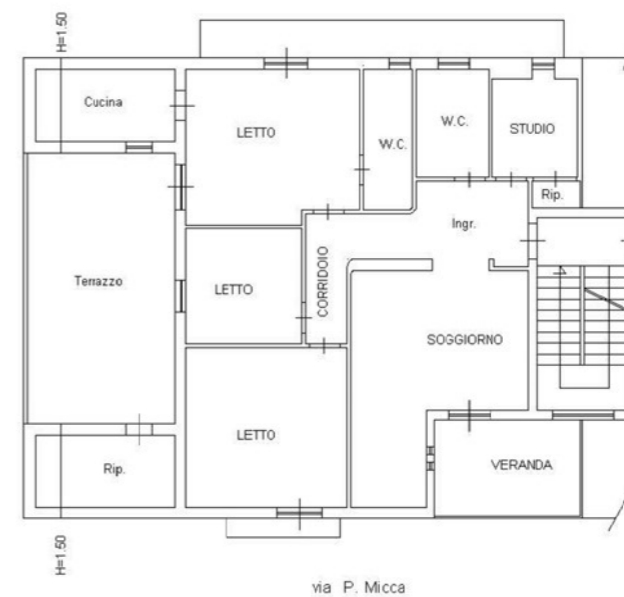 H=1.50
Cucina
LETTO
W.C.
W.C.
STUDIO
Rip.
Ingr.
Terrazzo
LETTO
CORRIDOIO
SOGGIORNO
LETTO
Rip.
VERANDA
H=1.50
via P. Micca